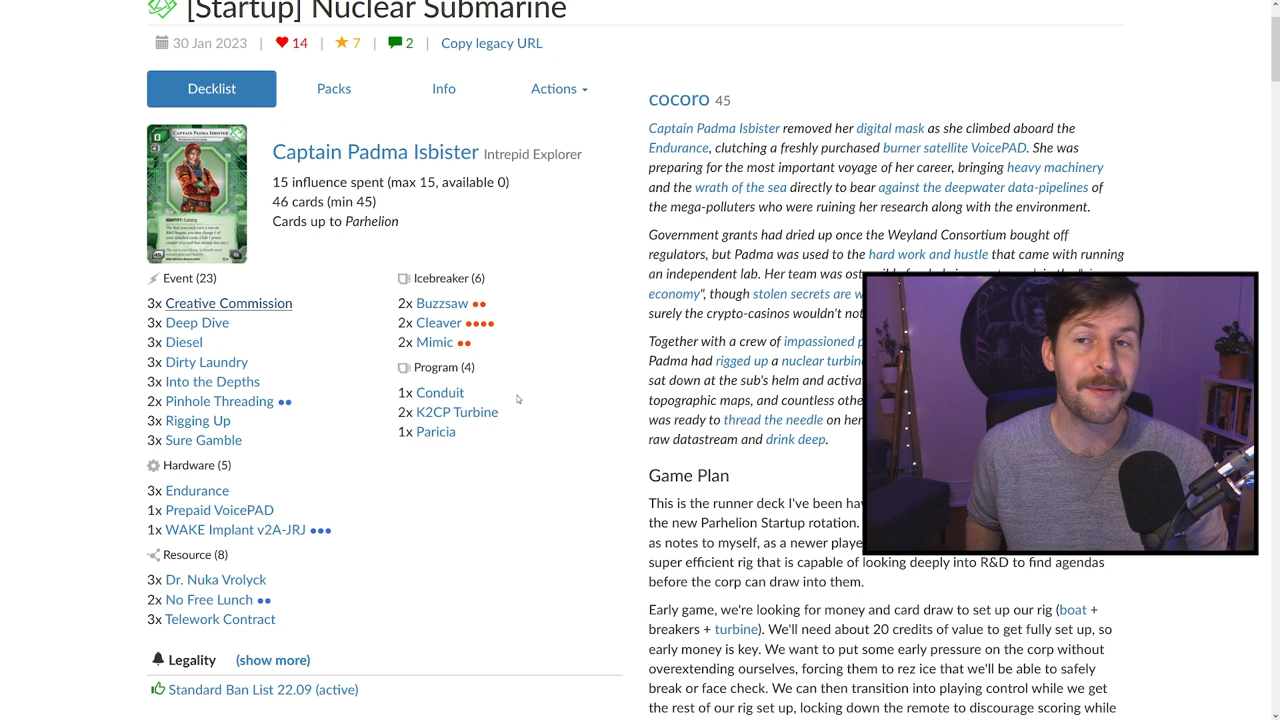 [Startup] Nuclear Submarine
30 Jan 2023 | 14 | 7 | 2 | Copy legacy URL
Decklist Packs Info Actions
CAPTAIN PADMA ISBISTER
Captain Padma Isbister Intrepid Explorer
15 influence spent (max 15, available 0)
46 cards (min 45)
Cards up to Parhelion
Event (23)
3x Creative Commission
3x Deep Dive
3x Diesel
3x Dirty Laundry
3x Into the Depths
2x Pinhole Threading ●●
3x Rigging Up
3x Sure Gamble
Hardware (5)
3x Endurance
1x Prepaid VoicePAD
1x WAKE Implant v2A-JRJ ●●●
Resource (8)
3x Dr. Nuka Vrolyck
2x No Free Lunch ●●
3x Telework Contract
Icebreaker (6)
2x Buzzsaw ●●
2x Cleaver ●●●●
2x Mimic ●●
Program (4)
1x Conduit
2x K2CP Turbine
1x Paricia
Legality (show more)
Standard Ban List 22.09 (active)
cocoro 45
Captain Padma Isbister removed her digital mask as she climbed aboard the
Endurance, clutching a freshly purchased burner satellite VoicePAD. She was
preparing for the most important voyage of her career, bringing heavy machinery
and the wrath of the sea directly to bear against the deepwater data-pipelines of
the mega-polluters who were ruining her research along with the environment.
Government grants had dried up once the Weyland Consortium bought off
regulators, but Padma was used to the hard work and hustle that came with running
an independent lab. Her team was
economy", though stolen secrets are
surely the crypto-casinos wouldn't
Together with a crew of impassioned
Padma had rigged up a nuclear
sat down at the sub's helm and
topographic maps, and countless
was ready to thread the needle on her
raw datastream and drink deep.
Game Plan
This is the runner deck I've been
the new Parhelion Startup rotation.
as notes to myself, as a newer
super efficient rig that is capable of looking deeply into R&D to find agendas
before the corp can draw into them.
Early game, we're looking for money and card draw to set up our rig (boat +
breakers + turbine). We'll need about 20 credits of value to get fully set up, so
early money is key. We want to put some early pressure on the corp without
overextending ourselves, forcing them to rez ice that we'll be able to safely
break or face check. We can then transition into playing control while we get
the rest of our rig set up, locking down the remote to discourage scoring while